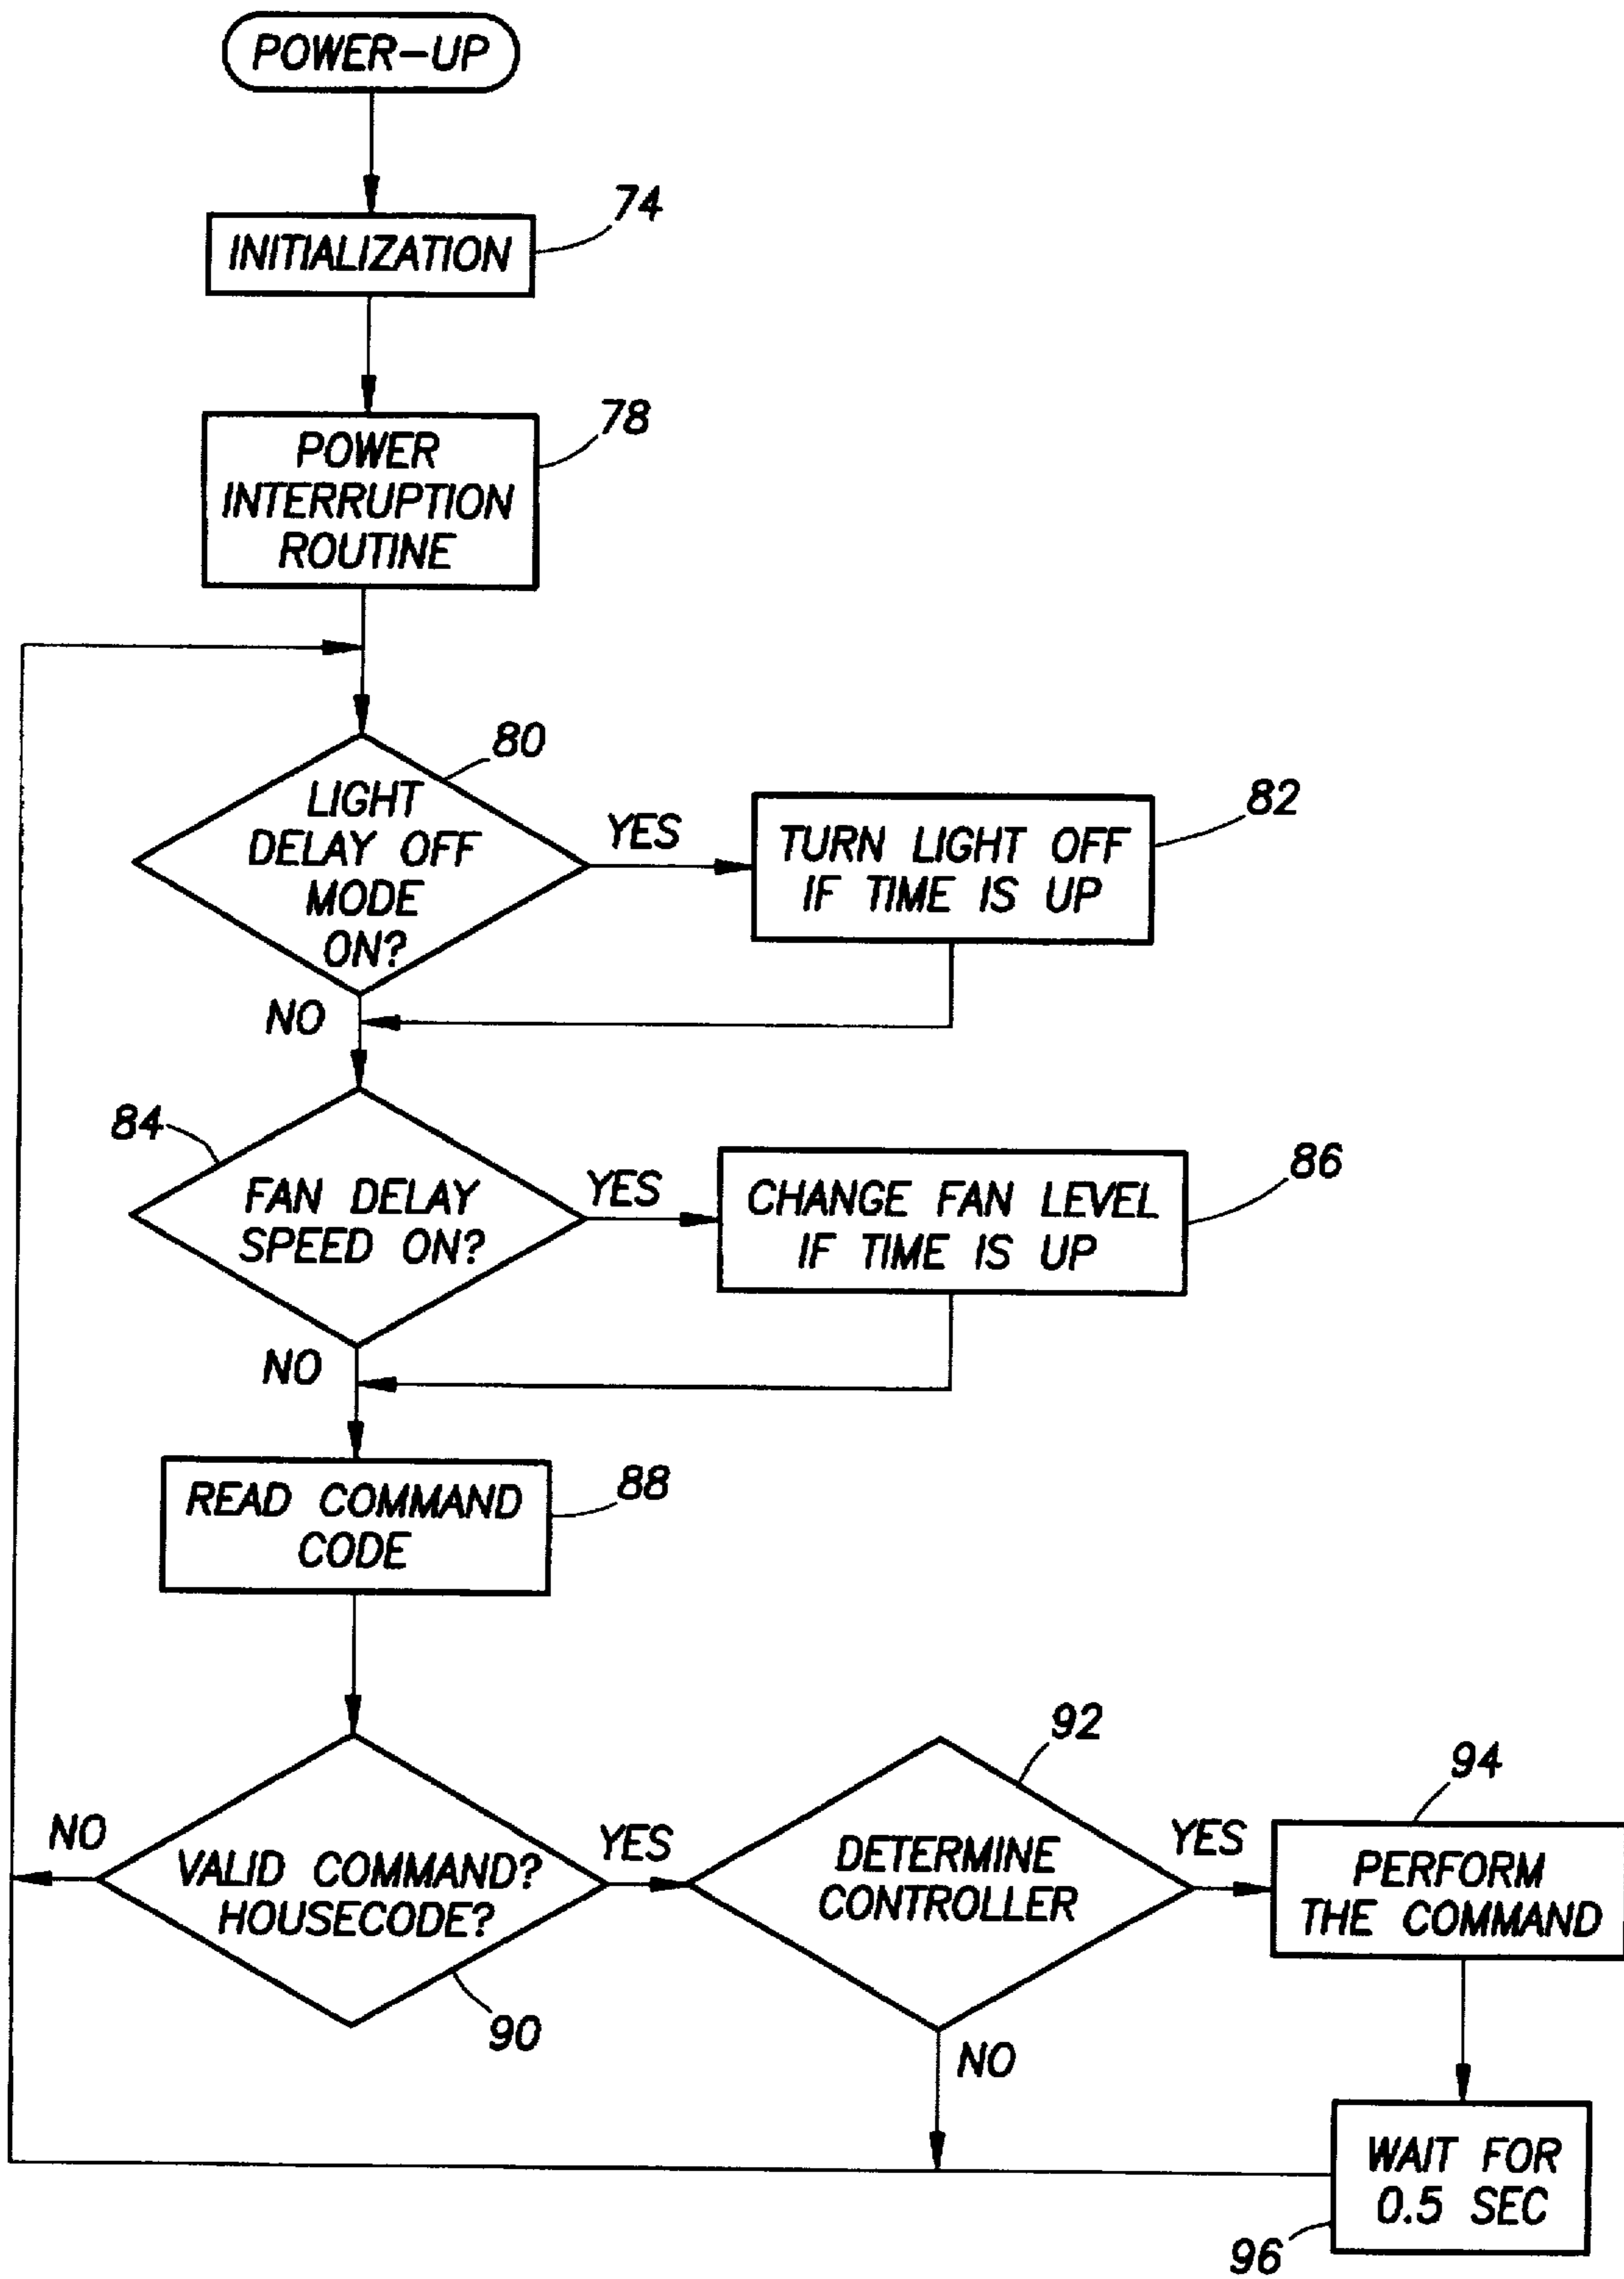 POWER-UP
74
INITIALIZATION
78
POWER
INTERRUPTION
ROUTINE
80
LIGHT
DELAY OFF
MODE
ON?
YES
82
TURN LIGHT OFF
IF TIME IS UP
NO
84
FAN DELAY
SPEED ON?
YES
86
CHANGE FAN LEVEL
IF TIME IS UP
NO
88
READ COMMAND
CODE
NO
VALID COMMAND?
HOUSECODE?
90
YES
92
DETERMINE
CONTROLLER
YES
94
PERFORM
THE COMMAND
NO
WAIT FOR
0.5 SEC
96